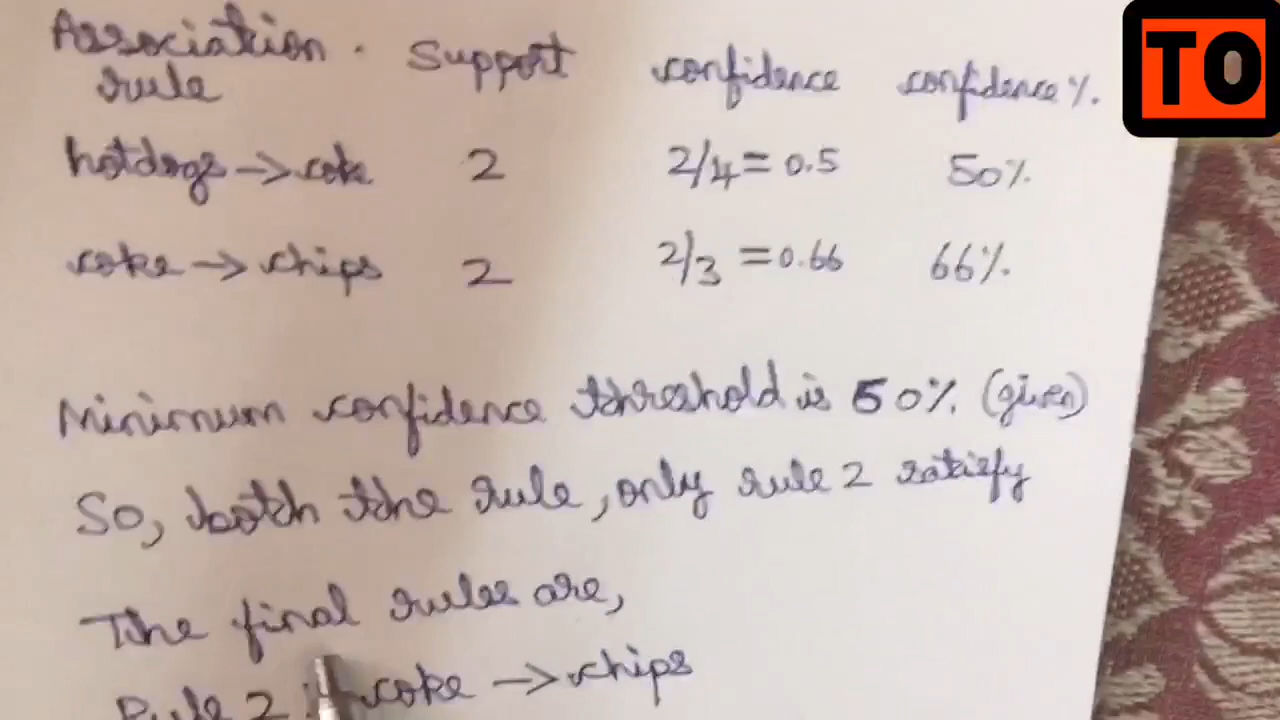 Association
rule
Support
confidence
confidence %.
hotdogs → cok
2
2/4 = 0.5
50%.
coke → chips
2
2/3 = 0.66
66%.
Minimum confidence threshold is 50%. (given)
So, both the rule, only rule 2 satisfy
The final rules are,
Rule 2 : coke → chips
TO